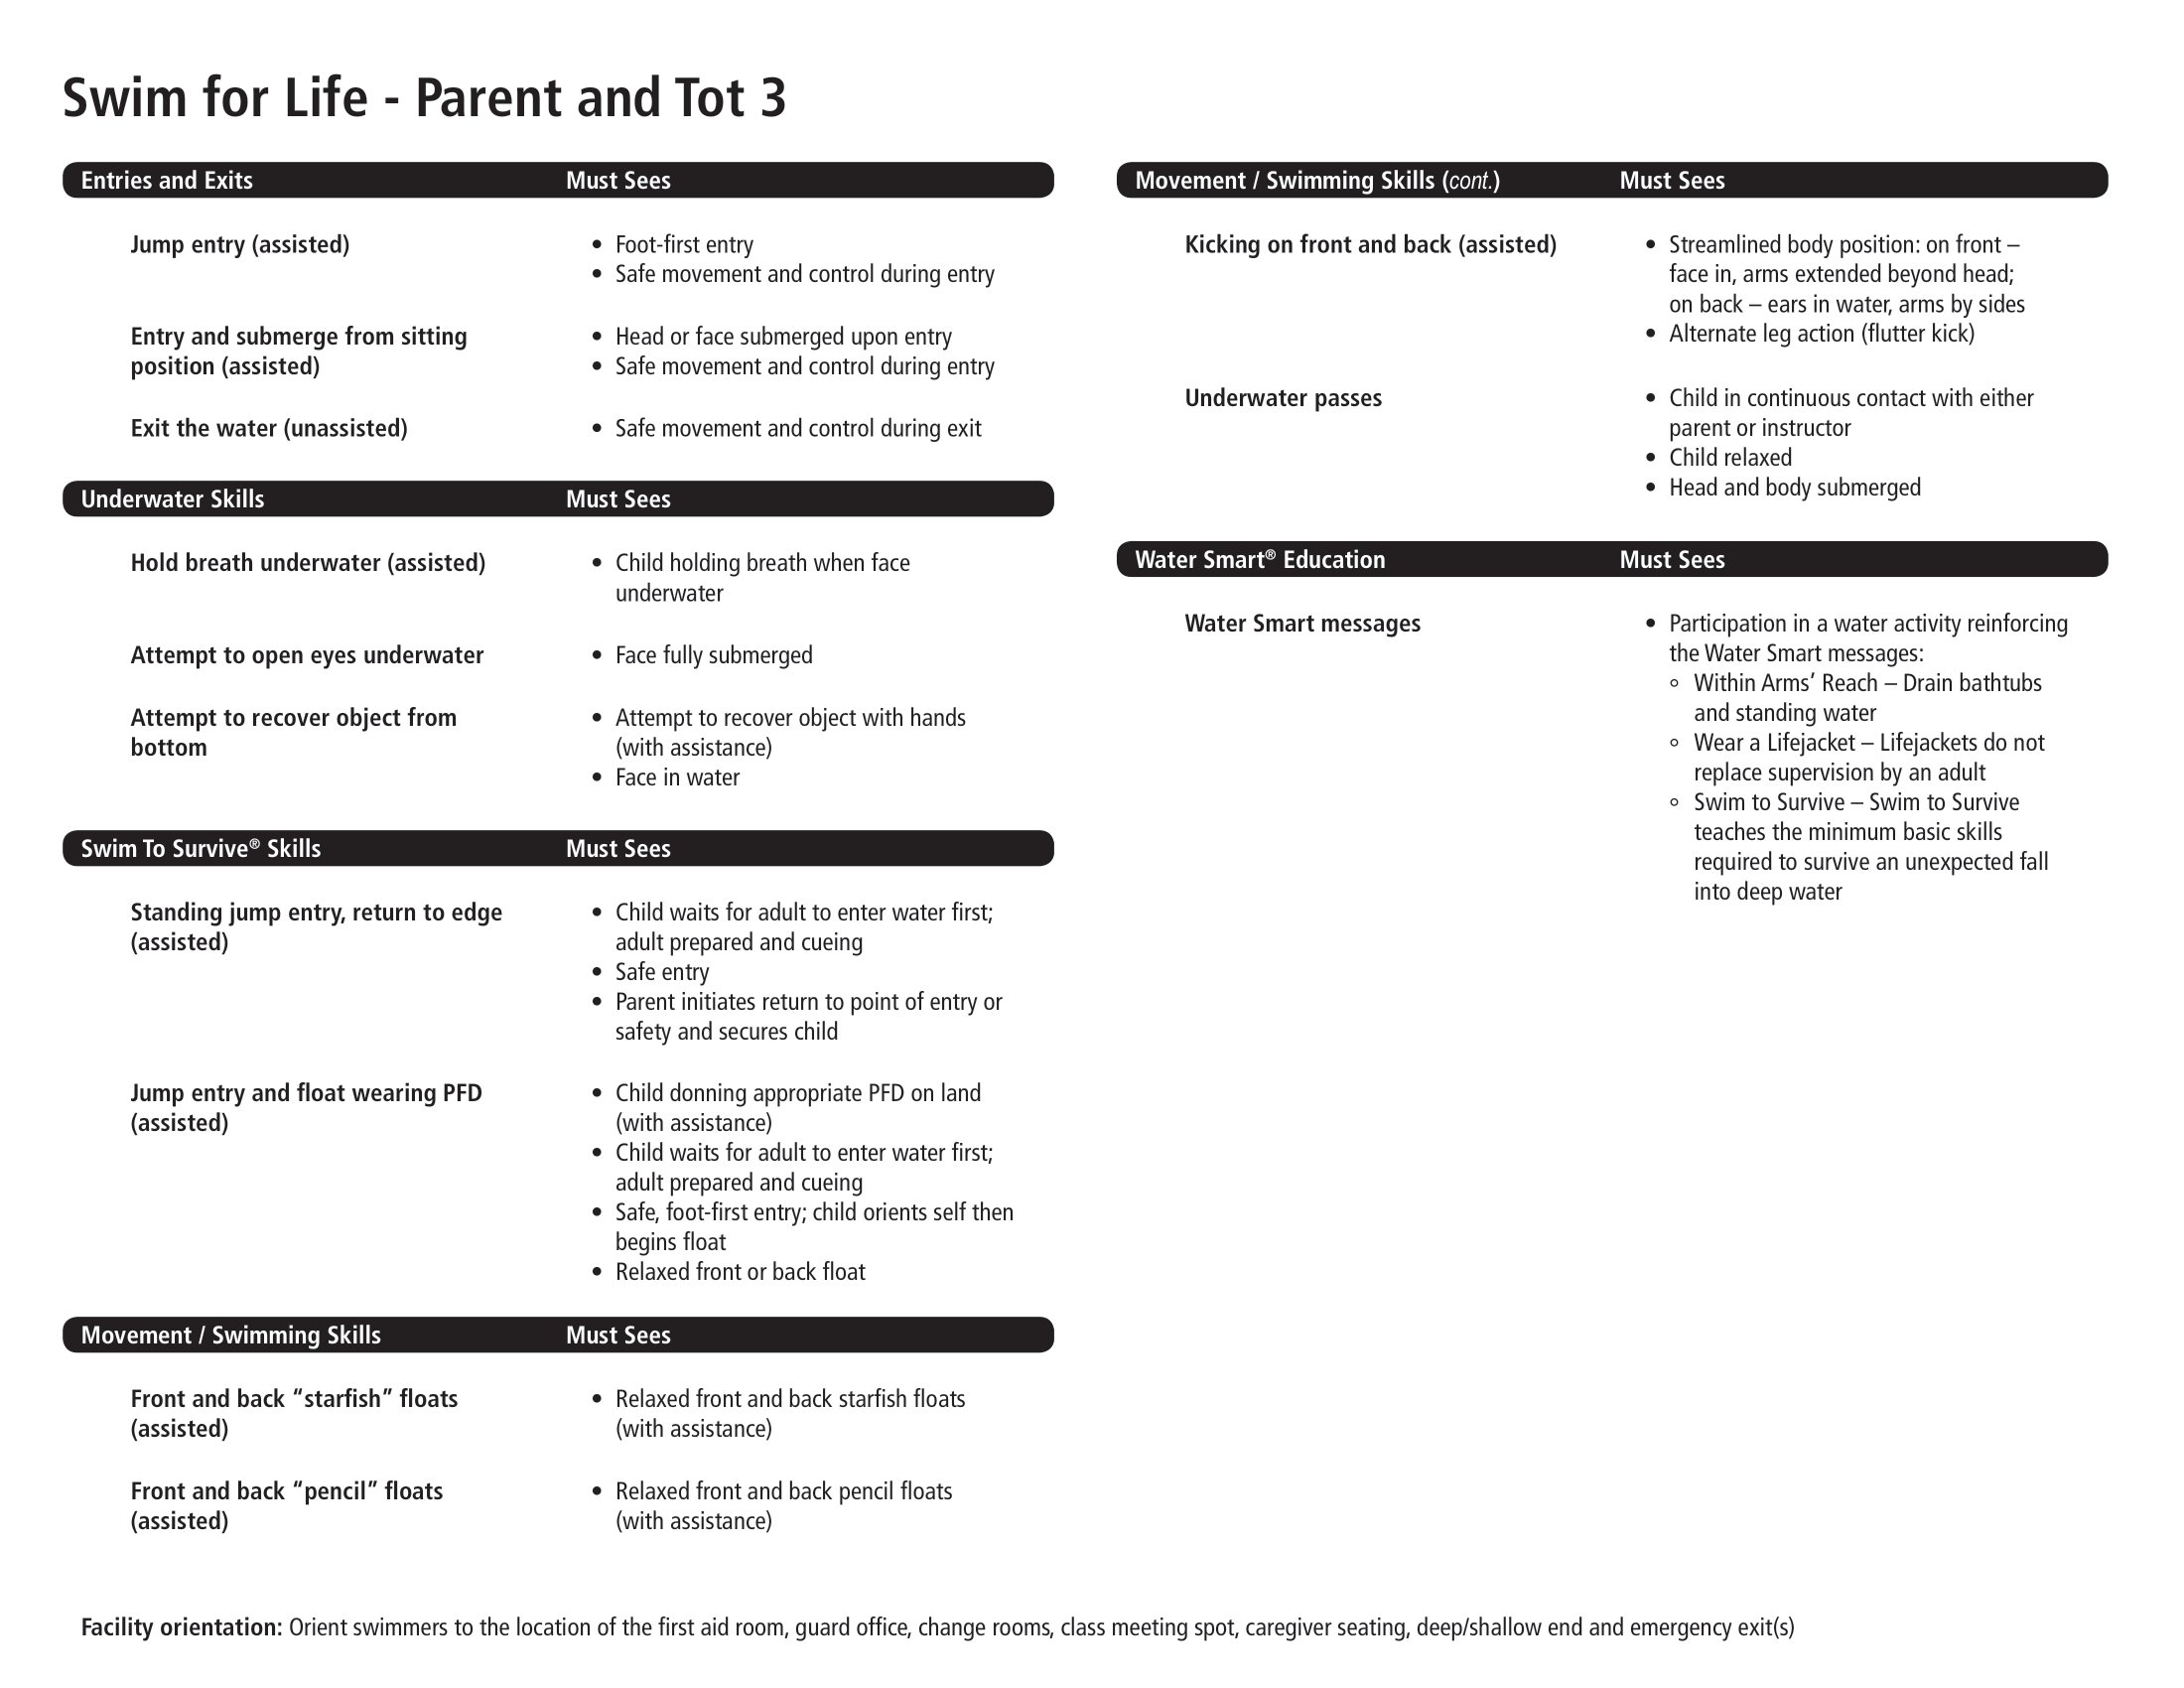 Swim for Life - Parent and Tot 3
Entries and Exits Must Sees
Jump entry (assisted) • Foot-first entry
• Safe movement and control during entry
Entry and submerge from sitting • Head or face submerged upon entry
position (assisted) • Safe movement and control during entry
Exit the water (unassisted) • Safe movement and control during exit
Underwater Skills Must Sees
Hold breath underwater (assisted) • Child holding breath when face
underwater
Attempt to open eyes underwater • Face fully submerged
Attempt to recover object from • Attempt to recover object with hands
bottom (with assistance)
• Face in water
Swim To Survive® Skills Must Sees
Standing jump entry, return to edge • Child waits for adult to enter water first;
(assisted) adult prepared and cueing
• Safe entry
• Parent initiates return to point of entry or
safety and secures child
Jump entry and float wearing PFD • Child donning appropriate PFD on land
(assisted) (with assistance)
• Child waits for adult to enter water first;
adult prepared and cueing
• Safe, foot-first entry; child orients self then
begins float
• Relaxed front or back float
Movement / Swimming Skills Must Sees
Front and back “starfish” floats • Relaxed front and back starfish floats
(assisted) (with assistance)
Front and back “pencil” floats • Relaxed front and back pencil floats
(assisted) (with assistance)
Movement / Swimming Skills (cont.) Must Sees
Kicking on front and back (assisted) • Streamlined body position: on front –
face in, arms extended beyond head;
on back – ears in water, arms by sides
• Alternate leg action (flutter kick)
Underwater passes • Child in continuous contact with either
parent or instructor
• Child relaxed
• Head and body submerged
Water Smart® Education Must Sees
Water Smart messages • Participation in a water activity reinforcing
the Water Smart messages:
◦ Within Arms’ Reach – Drain bathtubs
and standing water
◦ Wear a Lifejacket – Lifejackets do not
replace supervision by an adult
◦ Swim to Survive – Swim to Survive
teaches the minimum basic skills
required to survive an unexpected fall
into deep water
Facility orientation: Orient swimmers to the location of the first aid room, guard office, change rooms, class meeting spot, caregiver seating, deep/shallow end and emergency exit(s)